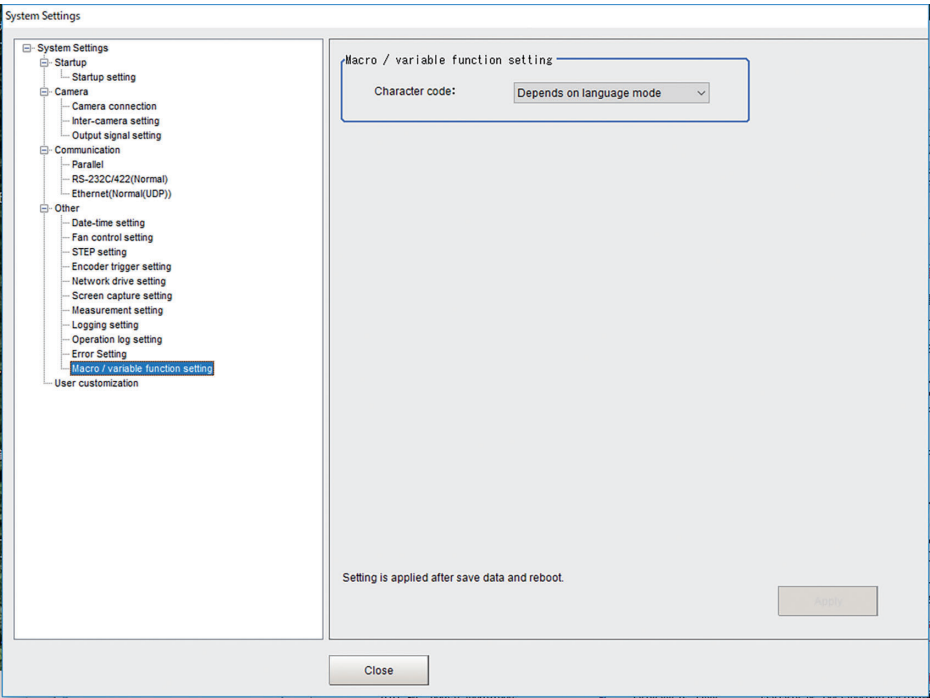 System Settings
System Settings
Startup
Startup setting
Camera
Camera connection
Inter-camera setting
Output signal setting
Communication
Parallel
RS-232C/422(Normal)
Ethernet(Normal(UDP))
Other
Date-time setting
Fan control setting
STEP setting
Encoder trigger setting
Network drive setting
Screen capture setting
Measurement setting
Logging setting
Operation log setting
Error Setting
Macro / variable function setting
User customization
Macro / variable function setting
Character code: Depends on language mode
Setting is applied after save data and reboot.
Apply
Close